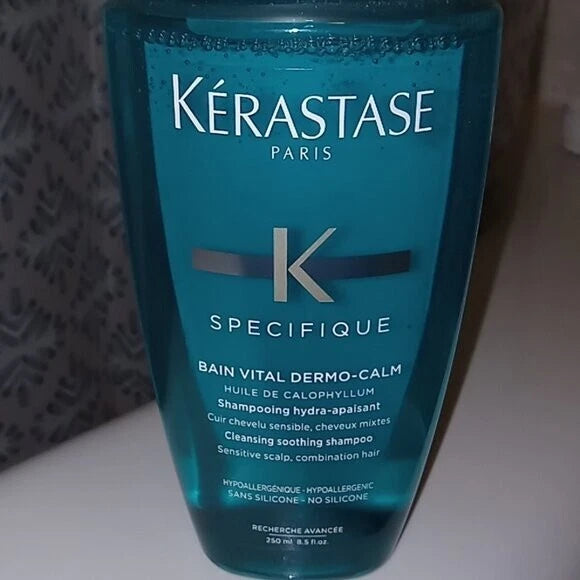 KÉRASTASE
PARIS
K
SPECIFIQUE
BAIN VITAL DERMO-CALM
HUILE DE CALOPHYLLUM
Shampooing hydra-apaisant
Cuir chevelu sensible, cheveux mixtes
Cleansing soothing shampoo
Sensitive scalp, combination hair
HYPOALLERGÉNIQUE - HYPOALLERGENIC
SANS SILICONE - NO SILICONE
RECHERCHE AVANCÉE
250 ml 8.5 fl.oz.